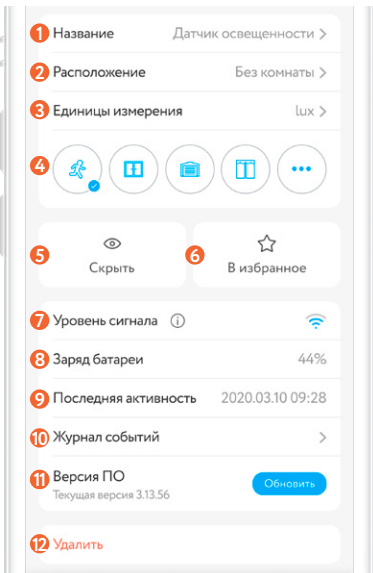 1 Название Датчик освещенности >
2 Расположение Без комнаты >
3 Единицы измерения lux >
4
5 Скрыть
6 В избранное
7 Уровень сигнала
8 Заряд батареи 44%
9 Последняя активность 2020.03.10 09:28
10 Журнал событий >
11 Версия ПО Обновить
Текущая версия 3.13.56
12 Удалить